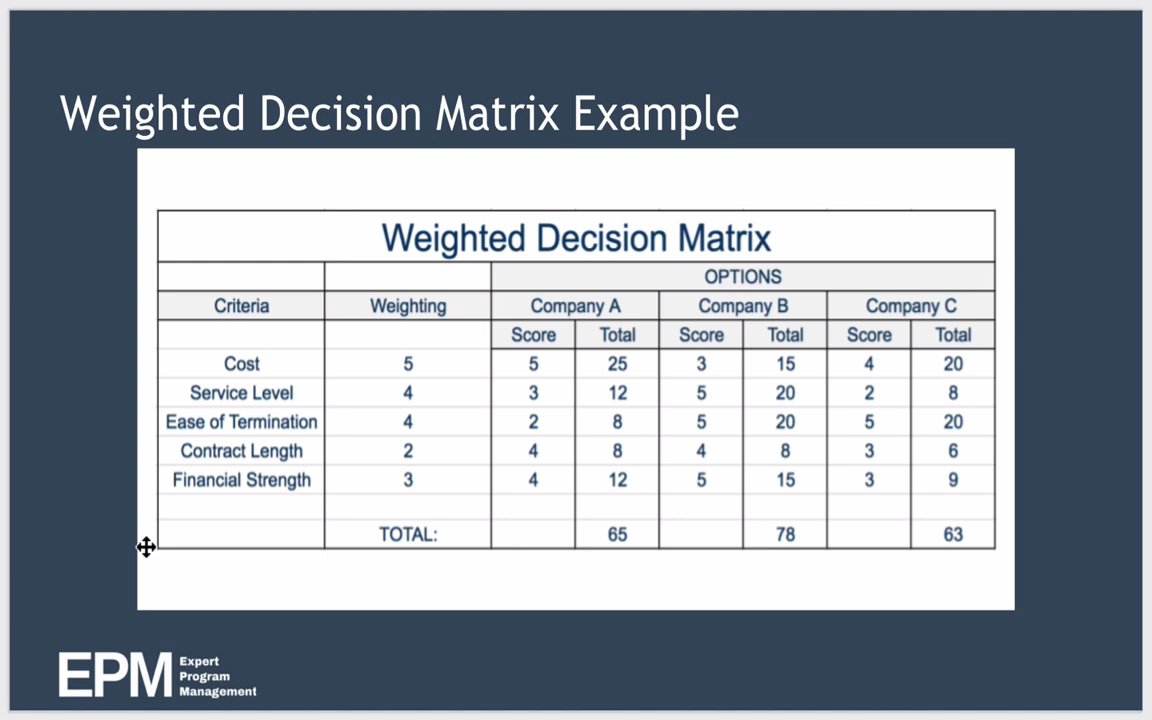 Weighted Decision Matrix Example
Weighted Decision Matrix
OPTIONS
Criteria Weighting Company A Company B Company C
Score Total Score Total Score Total
Cost 5 5 25 3 15 4 20
Service Level 4 3 12 5 20 2 8
Ease of Termination 4 2 8 5 20 5 20
Contract Length 2 4 8 4 8 3 6
Financial Strength 3 4 12 5 15 3 9
TOTAL: 65 78 63
EPM
Expert
Program
Management